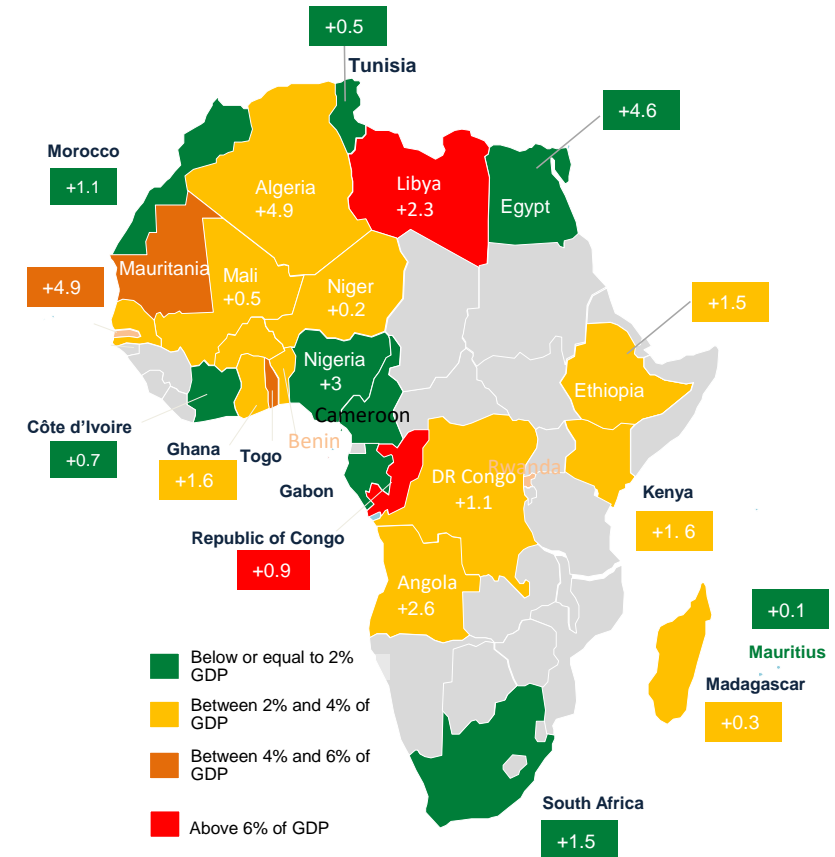 +0.5
Tunisia
+4.6
Morocco
+1.1
Algeria
+4.9
Libya
+2.3
Egypt
Mauritania
+4.9
Mali
+0.5
Niger
+0.2
+1.5
Nigeria
+3
Ethiopia
Cameroon
Côte d'Ivoire
+0.7
Ghana
+1.6
Togo
Benin
Gabon
DR Congo
+1.1
Rwanda
Kenya
+1. 6
Republic of Congo
+0.9
Angola
+2.6
+0.1
Mauritius
Madagascar
+0.3
Below or equal to 2%
GDP
Between 2% and 4% of
GDP
Between 4% and 6% of
GDP
Above 6% of GDP
South Africa
+1.5